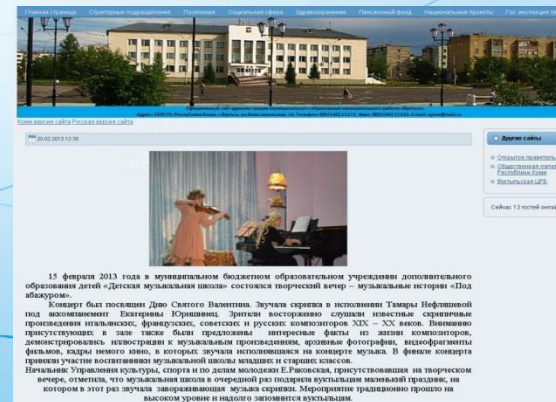 Главная страница Структурные подразделения Поселения Социальная сфера Здравоохранение Пенсионный фонд Национальные проекты Гос. инспекция
Коми версия сайта Русская версия сайта
20.02.2013 12:36
Другие сайты
Открытое
Общественная
Республики Коми
Вуктыльская ЦРБ
Сейчас 13 гостей
15 февраля 2013 года в муниципальном бюджетном образовательном учреждении дополнительного
образования детей «Детская музыкальная школа» состоялся творческий вечер – музыкальные истории «Под
абажуром».
Концерт был посвящен Дню Святого Валентина. Звучала скрипка в исполнении Тамары Нефляшевой
под аккомпанемент Екатерины Юришинец. Зрители восторженно слушали известные скрипичные
произведения итальянских, французских, советских и русских композиторов XIX – XX веков. Вниманию
присутствующих в зале также были предложены интересные факты из жизни композиторов,
демонстрировались иллюстрации к музыкальным произведениям, архивные фотографии, видеофрагменты
фильмов, кадры немого кино, в которых звучала исполнявшаяся на концерте музыка. В финале концерта
приняли участие воспитанники музыкальной школы младших и старших классов.
Начальник Управления культуры, спорта и по делам молодежи Е.Раковская, присутствовавшая на творческом
вечере, отметила, что музыкальная школа в очередной раз подарила вуктыльцам маленький праздник, на
котором в этот раз звучала завораживающая музыка скрипки. Мероприятие традиционно прошло на
высоком уровне и надолго запомнится вуктыльцам.